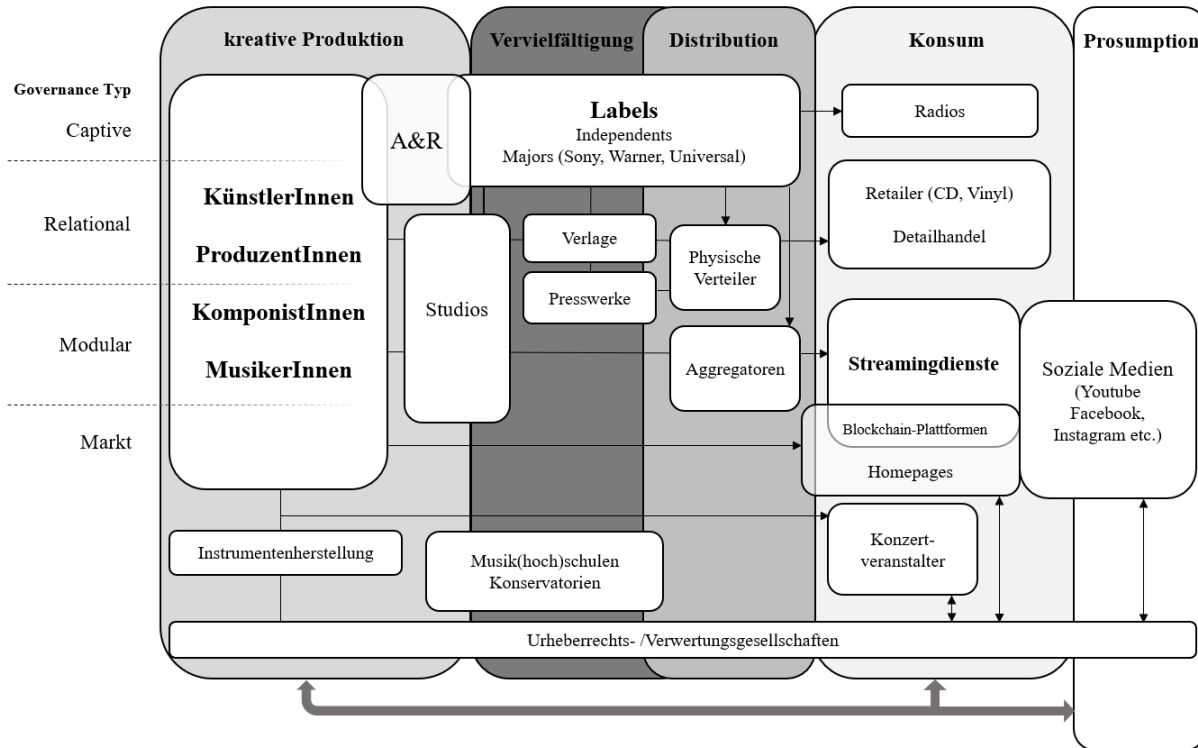 kreative Produktion
Vervielfältigung
Distribution
Konsum
Prosumption
Governance Typ
Captive
Relational
Modular
Markt
KünstlerInnen
ProduzentInnen
KomponistInnen
MusikerInnen
A&R
Labels
Independents
Majors (Sony, Warner, Universal)
Studios
Verlage
Presswerke
Physische
Verteiler
Aggregatoren
Radios
Retailer (CD, Vinyl)
Detailhandel
Streamingdienste
Blockchain-Plattformen
Homepages
Soziale Medien
(Youtube
Facebook,
Instagram etc.)
Konzert-
veranstalter
Instrumentenherstellung
Musik(hoch)schulen
Konservatorien
Urheberrechts- /Verwertungsgesellschaften